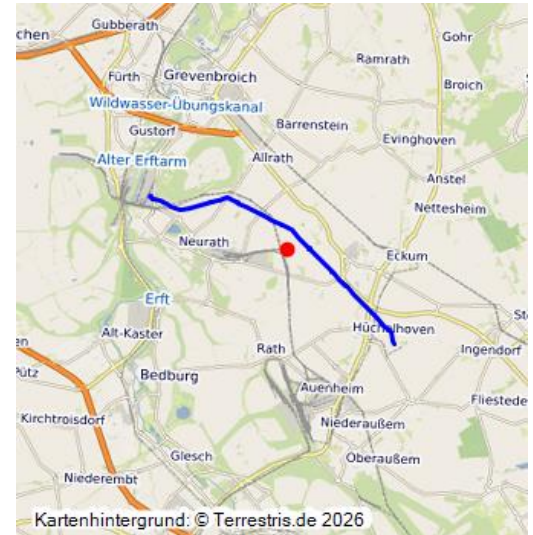 Gubberath
Gohr
chen
Ramrath
Fürth
Grevenbroich
Broich
Wildwasser-Übungskanal
Gustorf
Barrenstein
Evinghoven
Alter Erftarm
Allrath
Anstel
Nettesheim
Neurath
Eckum
Erft
Alt-Kaster
Hüchelhoven
Rath
Ingendorf
Pütz
Bedburg
Auenheim
Fliestede
Kirchtroisdorf
Niederaußem
Glesch
Oberaußem
Niederembt
Kartenhintergrund: © Terrestris.de 2026